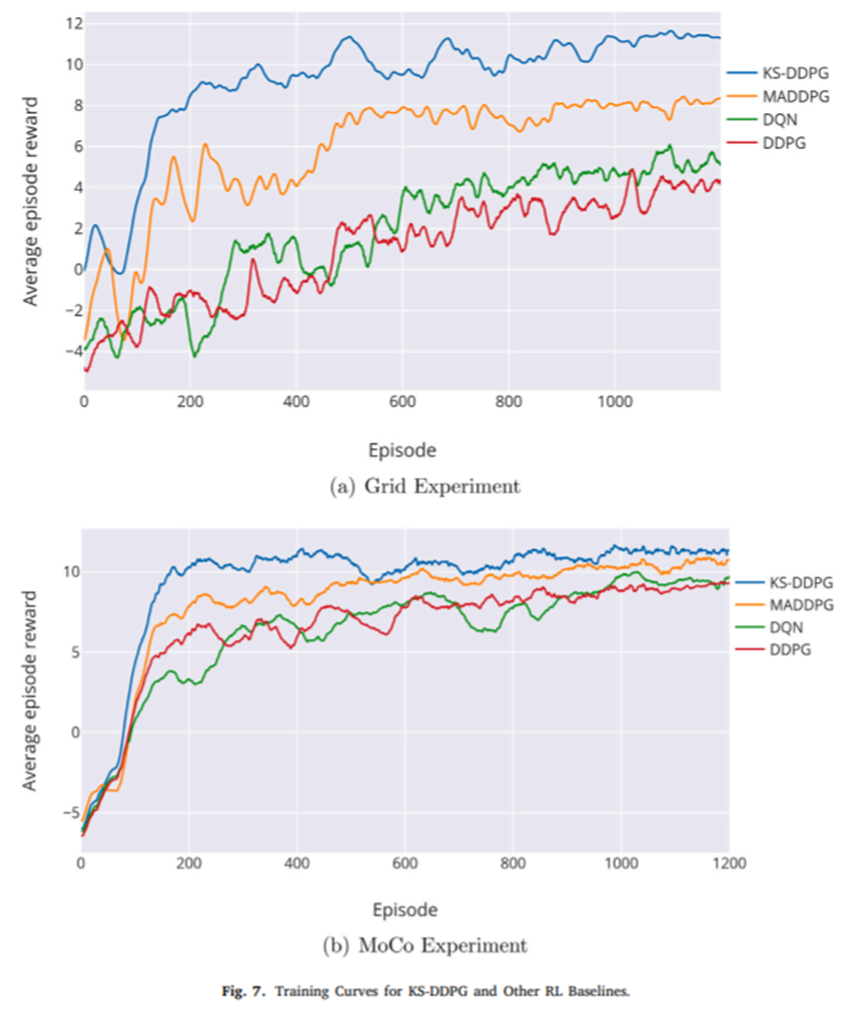 12
10
8
6
4
2
0
−2
−4
Average episode reward
0 200 400 600 800 1000
Episode
KS-DDPG
MADDPG
DQN
DDPG
(a) Grid Experiment
10
5
0
−5
Average episode reward
0 200 400 600 800 1000 1200
Episode
KS-DDPG
MADDPG
DQN
DDPG
(b) MoCo Experiment
Fig. 7. Training Curves for KS-DDPG and Other RL Baselines.